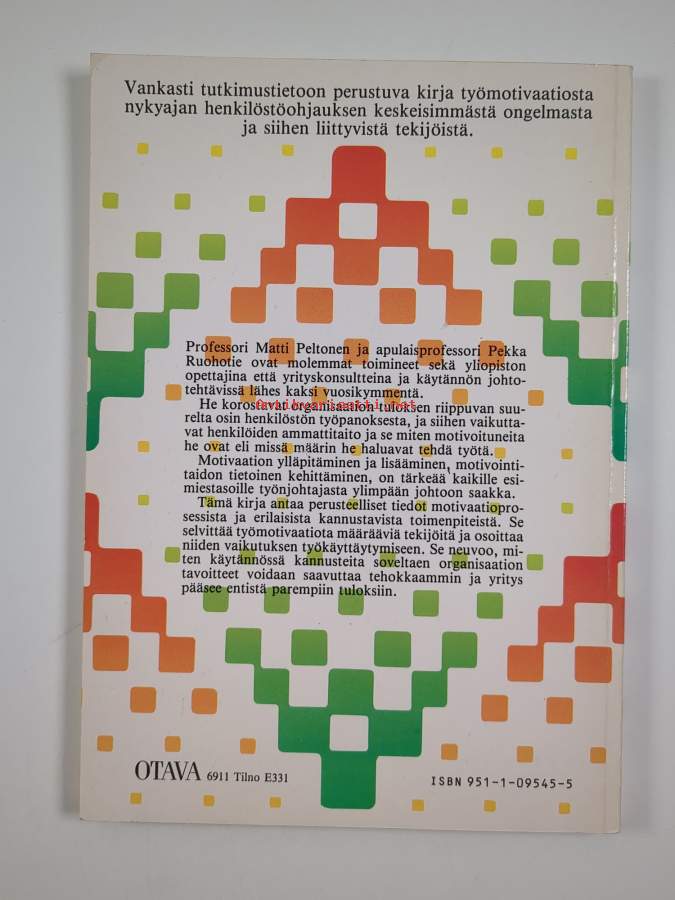 Vankasti tutkimustietoon perustuva kirja työmotivaatiosta
nykyajan henkilöstöohjauksen keskeisimmästä ongelmasta
ja siihen liittyvistä tekijöistä.
Professori Matti Peltonen ja apulaisprofessori Pekka
Ruohotie ovat molemmat toimineet sekä yliopiston
opettajina että yrityskonsultteina ja käytännön johto-
tehtävissä lähes kaksi vuosikymmentä.
He korostavat organisaation tuloksen riippuvan suu-
relta osin henkilöstön työpanoksesta, ja siihen vaikutta-
vat henkilöiden ammattitaito ja se miten motivoituneita
he ovat eli missä määrin he haluavat tehdä työtä.
Motivaation ylläpitäminen ja lisääminen, motivointi-
taidon tietoinen kehittäminen, on tärkeää kaikille esi-
miestasoille työnjohtajasta ylimpään johtoon saakka.
Tämä kirja antaa perusteelliset tiedot motivaatiopro-
sessista ja erilaisista kannustavista toimenpiteistä. Se
selvittää työmotivaatiota määrääviä tekijöitä ja osoittaa
niiden vaikutuksen työkäyttäytymiseen. Se neuvoo, mi-
ten käytännössä kannusteita soveltaen organisaation
tavoitteet voidaan saavuttaa tehokkaammin ja yritys
pääsee entistä parempiin tuloksiin.
OTAVA 6911 Tilno E331
ISBN 951-1-09545-5